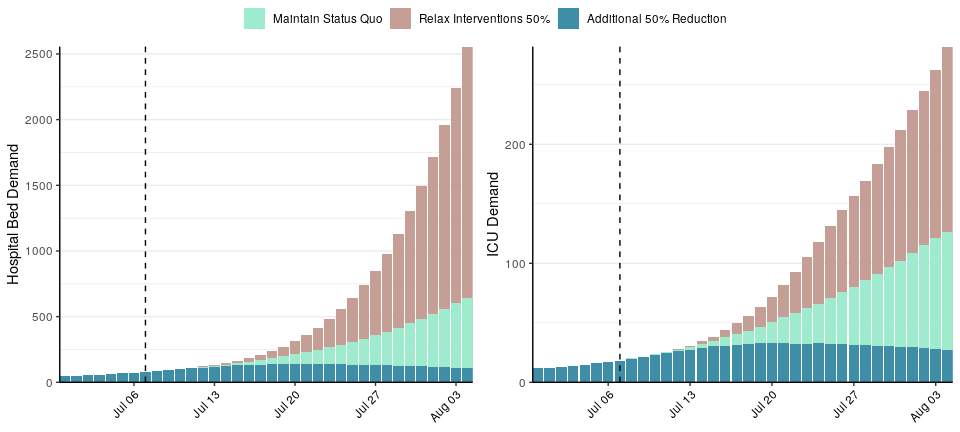 Maintain Status Quo Relax Interventions 50% Additional 50% Reduction
Hospital Bed Demand
2500
2000
1500
1000
500
0
Jul 06 Jul 13 Jul 20 Jul 27 Aug 03
ICU Demand
200
100
0
Jul 06 Jul 13 Jul 20 Jul 27 Aug 03